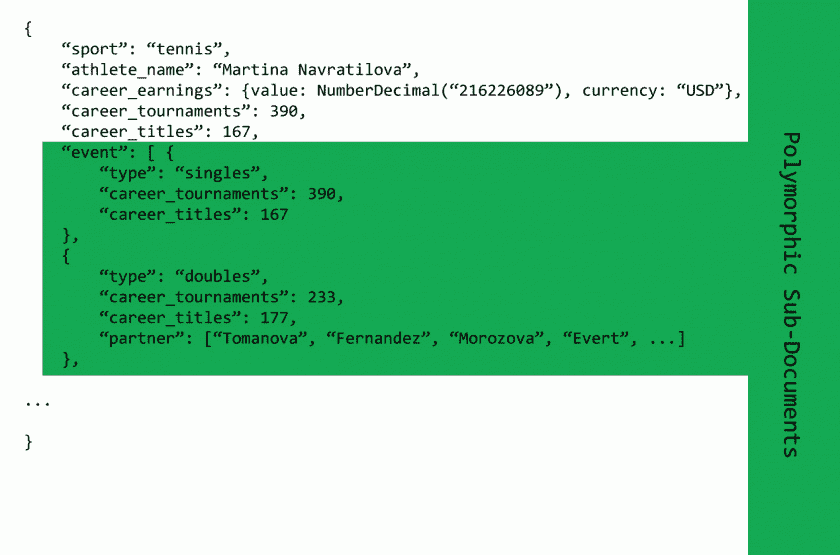 {
“sport”: “tennis”,
“athlete_name”: “Martina Navratilova”,
“career_earnings”: {value: NumberDecimal(“216226089”), currency: “USD”},
“career_tournaments”: 390,
“career_titles”: 167,
“event”: [ {
“type”: “singles”,
“career_tournaments”: 390,
“career_titles”: 167
},
{
“type”: “doubles”,
“career_tournaments”: 233,
“career_titles”: 177,
“partner”: [“Tomanova”, “Fernandez”, “Morozova”, “Evert”, ...]
},
...
}
Polymorphic Sub-Documents